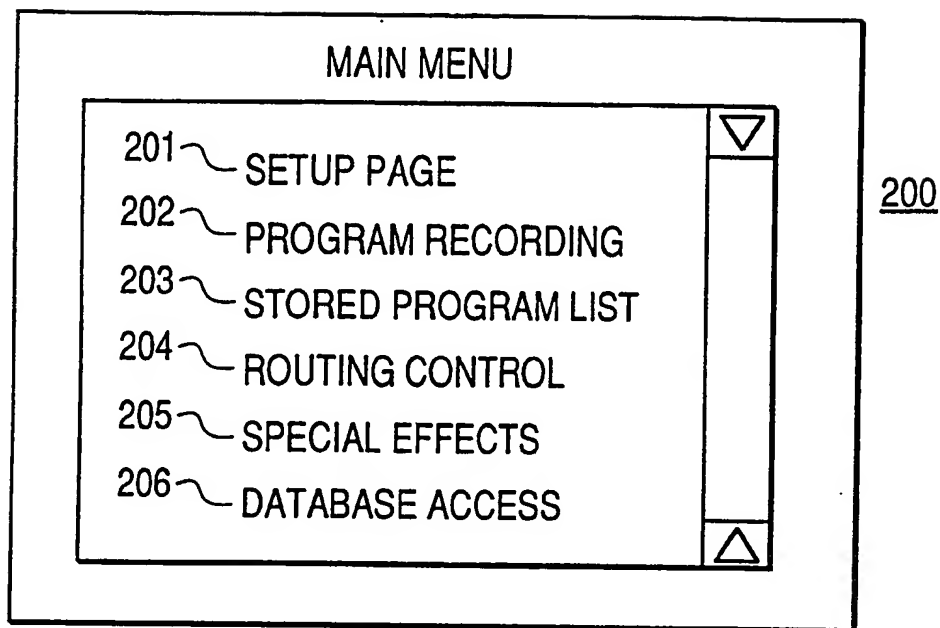 MAIN MENU
201 SETUP PAGE
200
202 PROGRAM RECORDING
203 STORED PROGRAM LIST
204 ROUTING CONTROL
205 SPECIAL EFFECTS
206 DATABASE ACCESS